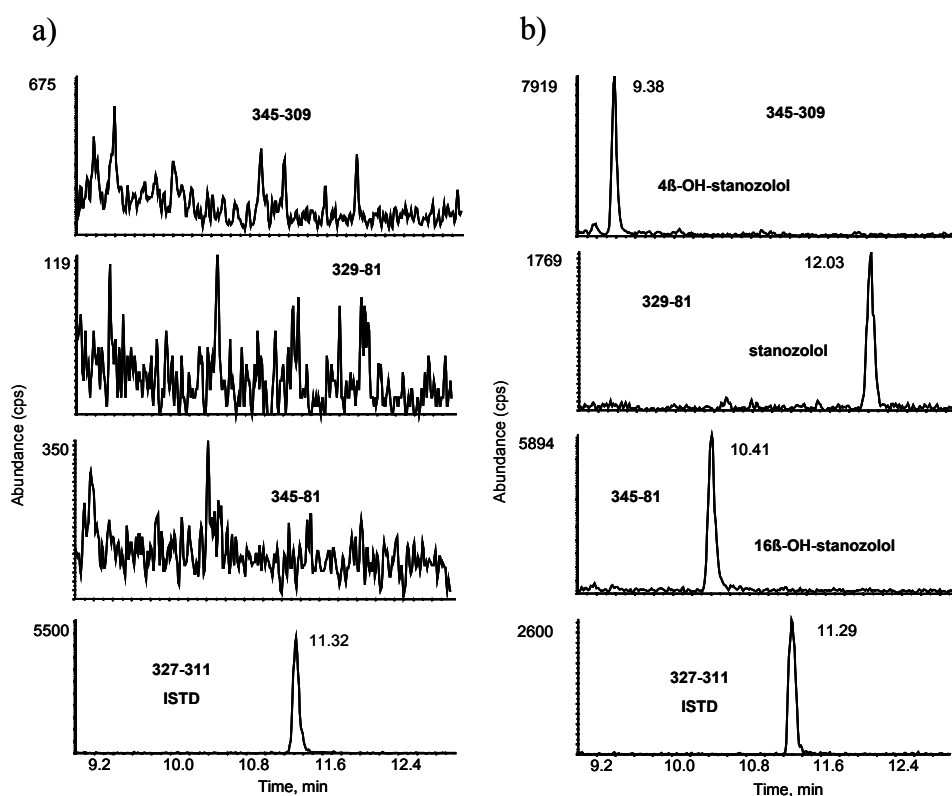 a)
675
345-309
119
329-81
350
345-81
5500
11.32
327-311
ISTD
Abundance (cps)
9.2 10.0 10.8 11.6 12.4
Time, min
b)
7919
9.38
345-309
4ß-OH-stanozolol
1769
12.03
329-81
stanozolol
5894
10.41
345-81
16ß-OH-stanozolol
2600
11.29
327-311
ISTD
Abundance (cps)
9.2 10.0 10.8 11.6 12.4
Time, min